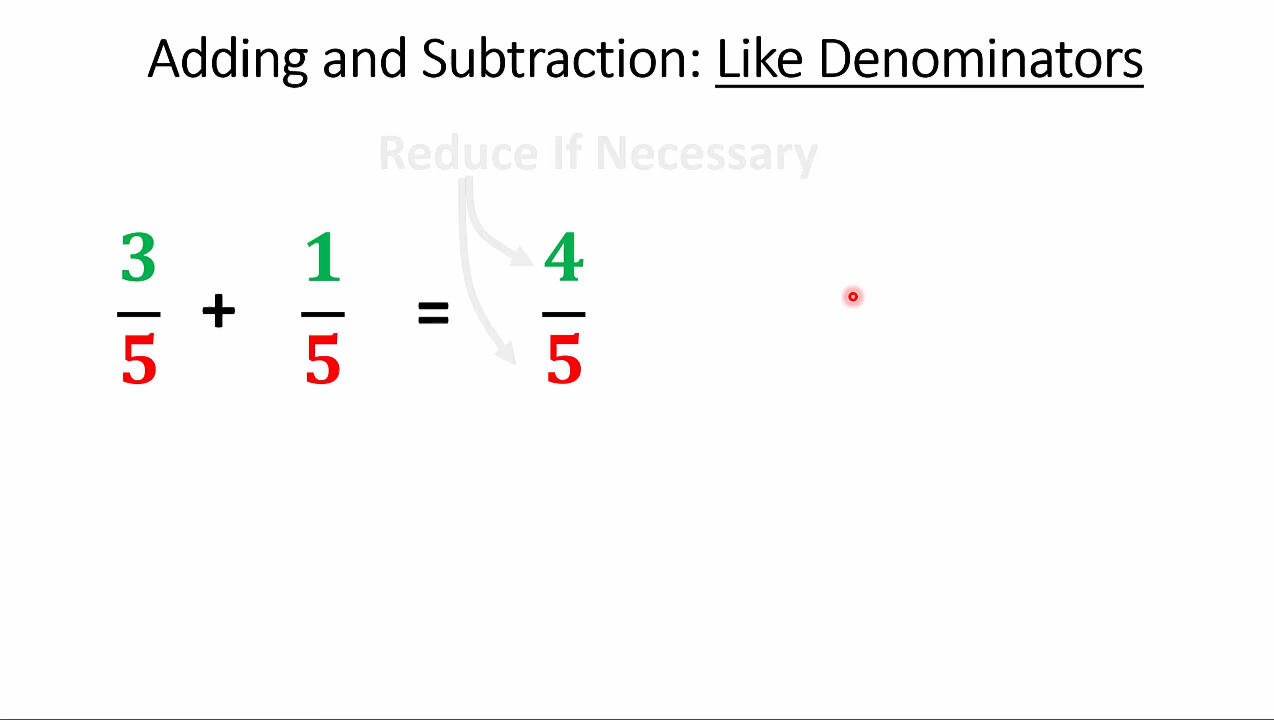 Adding and Subtraction: Like Denominators
Reduce If Necessary
3 1 4
+ =
5 5 5